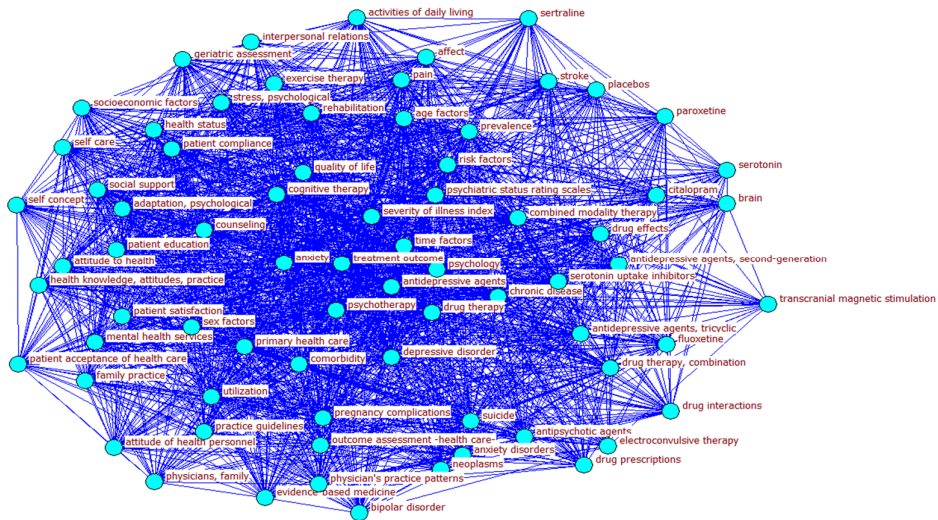 activities of daily living
sertraline
interpersonal relations
geriatric assessment
affect
exercise therapy
pain
stroke
placebos
socioeconomic factors
stress, psychological
rehabilitation
age factors
paroxetine
health status
prevalence
self care
patient compliance
quality of life
risk factors
serotonin
social support
cognitive therapy
psychiatric status rating scales
citalopram
self concept
adaptation, psychological
severity of illness index
combined modality therapy
brain
counseling
drug effects
patient education
time factors
attitude to health
anxiety
treatment outcome
psychology
antidepressive agents, second-generation
health knowledge, attitudes, practice
antidepressive agents
serotonin uptake inhibitors
chronic disease
transcranial magnetic stimulation
patient satisfaction
psychotherapy
drug therapy
sex factors
mental health services
primary health care
antidepressive agents, tricyclic
fluoxetine
patient acceptance of health care
comorbidity
depressive disorder
drug therapy, combination
family practice
utilization
pregnancy complications
suicide
drug interactions
practice guidelines
antipsychotic agents
attitude of health personnel
outcome assessment -health care-
anxiety disorders
electroconvulsive therapy
neoplasms
drug prescriptions
physicians, family
physician's practice patterns
evidence-based medicine
bipolar disorder